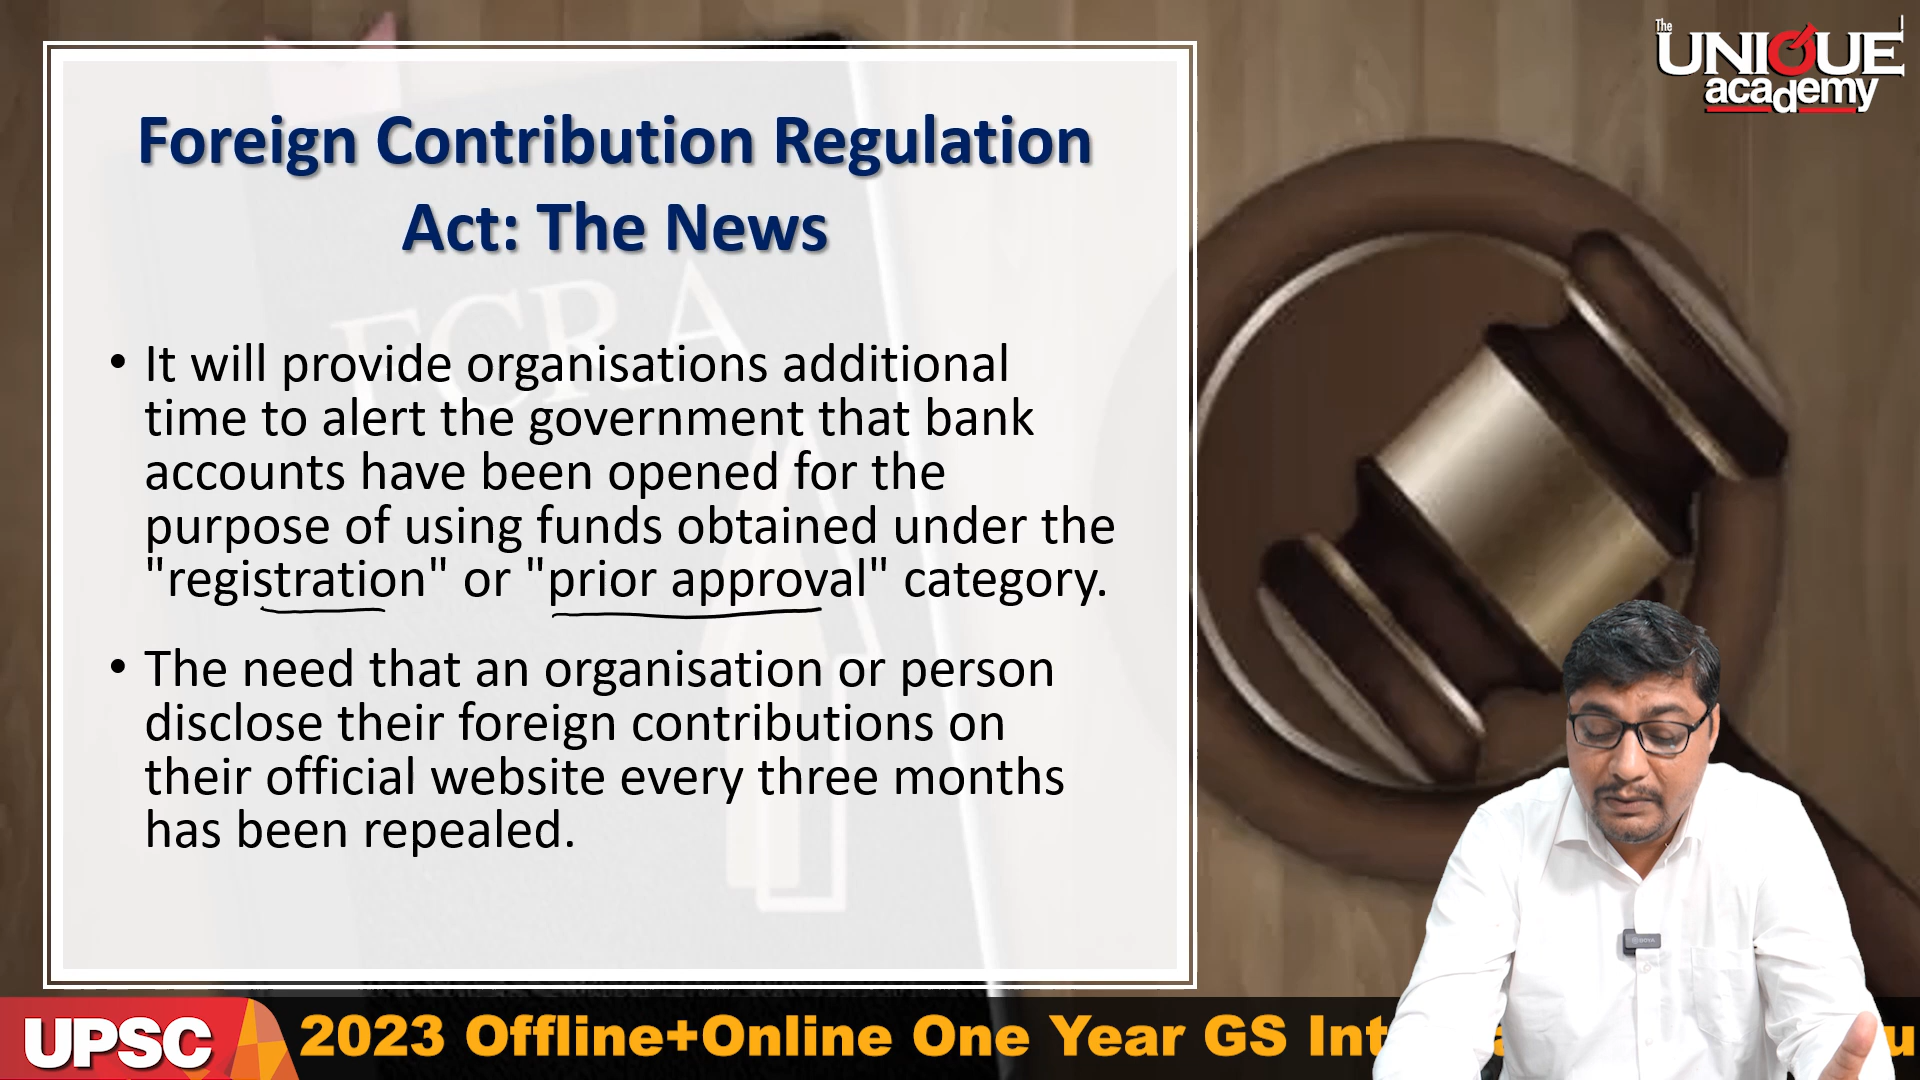 The
UNIQUE
academy
Foreign Contribution Regulation
Act: The News
FCRA
• It will provide organisations additional
time to alert the government that bank
accounts have been opened for the
purpose of using funds obtained under the
"registration" or "prior approval" category.
• The need that an organisation or person
disclose their foreign contributions on
their official website every three months
has been repealed.
UPSC
2023 Offline+Online One Year GS Int